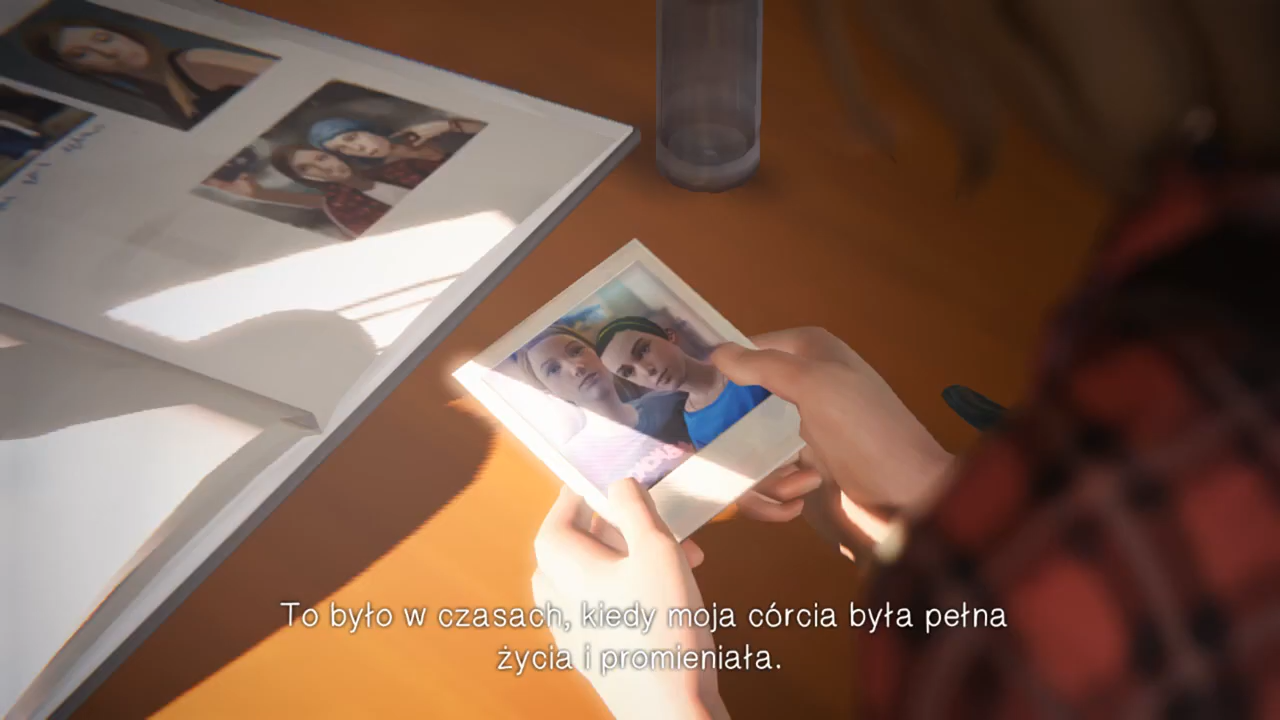 To było w czasach, kiedy moja córcia była pełna
życia i promieniała.